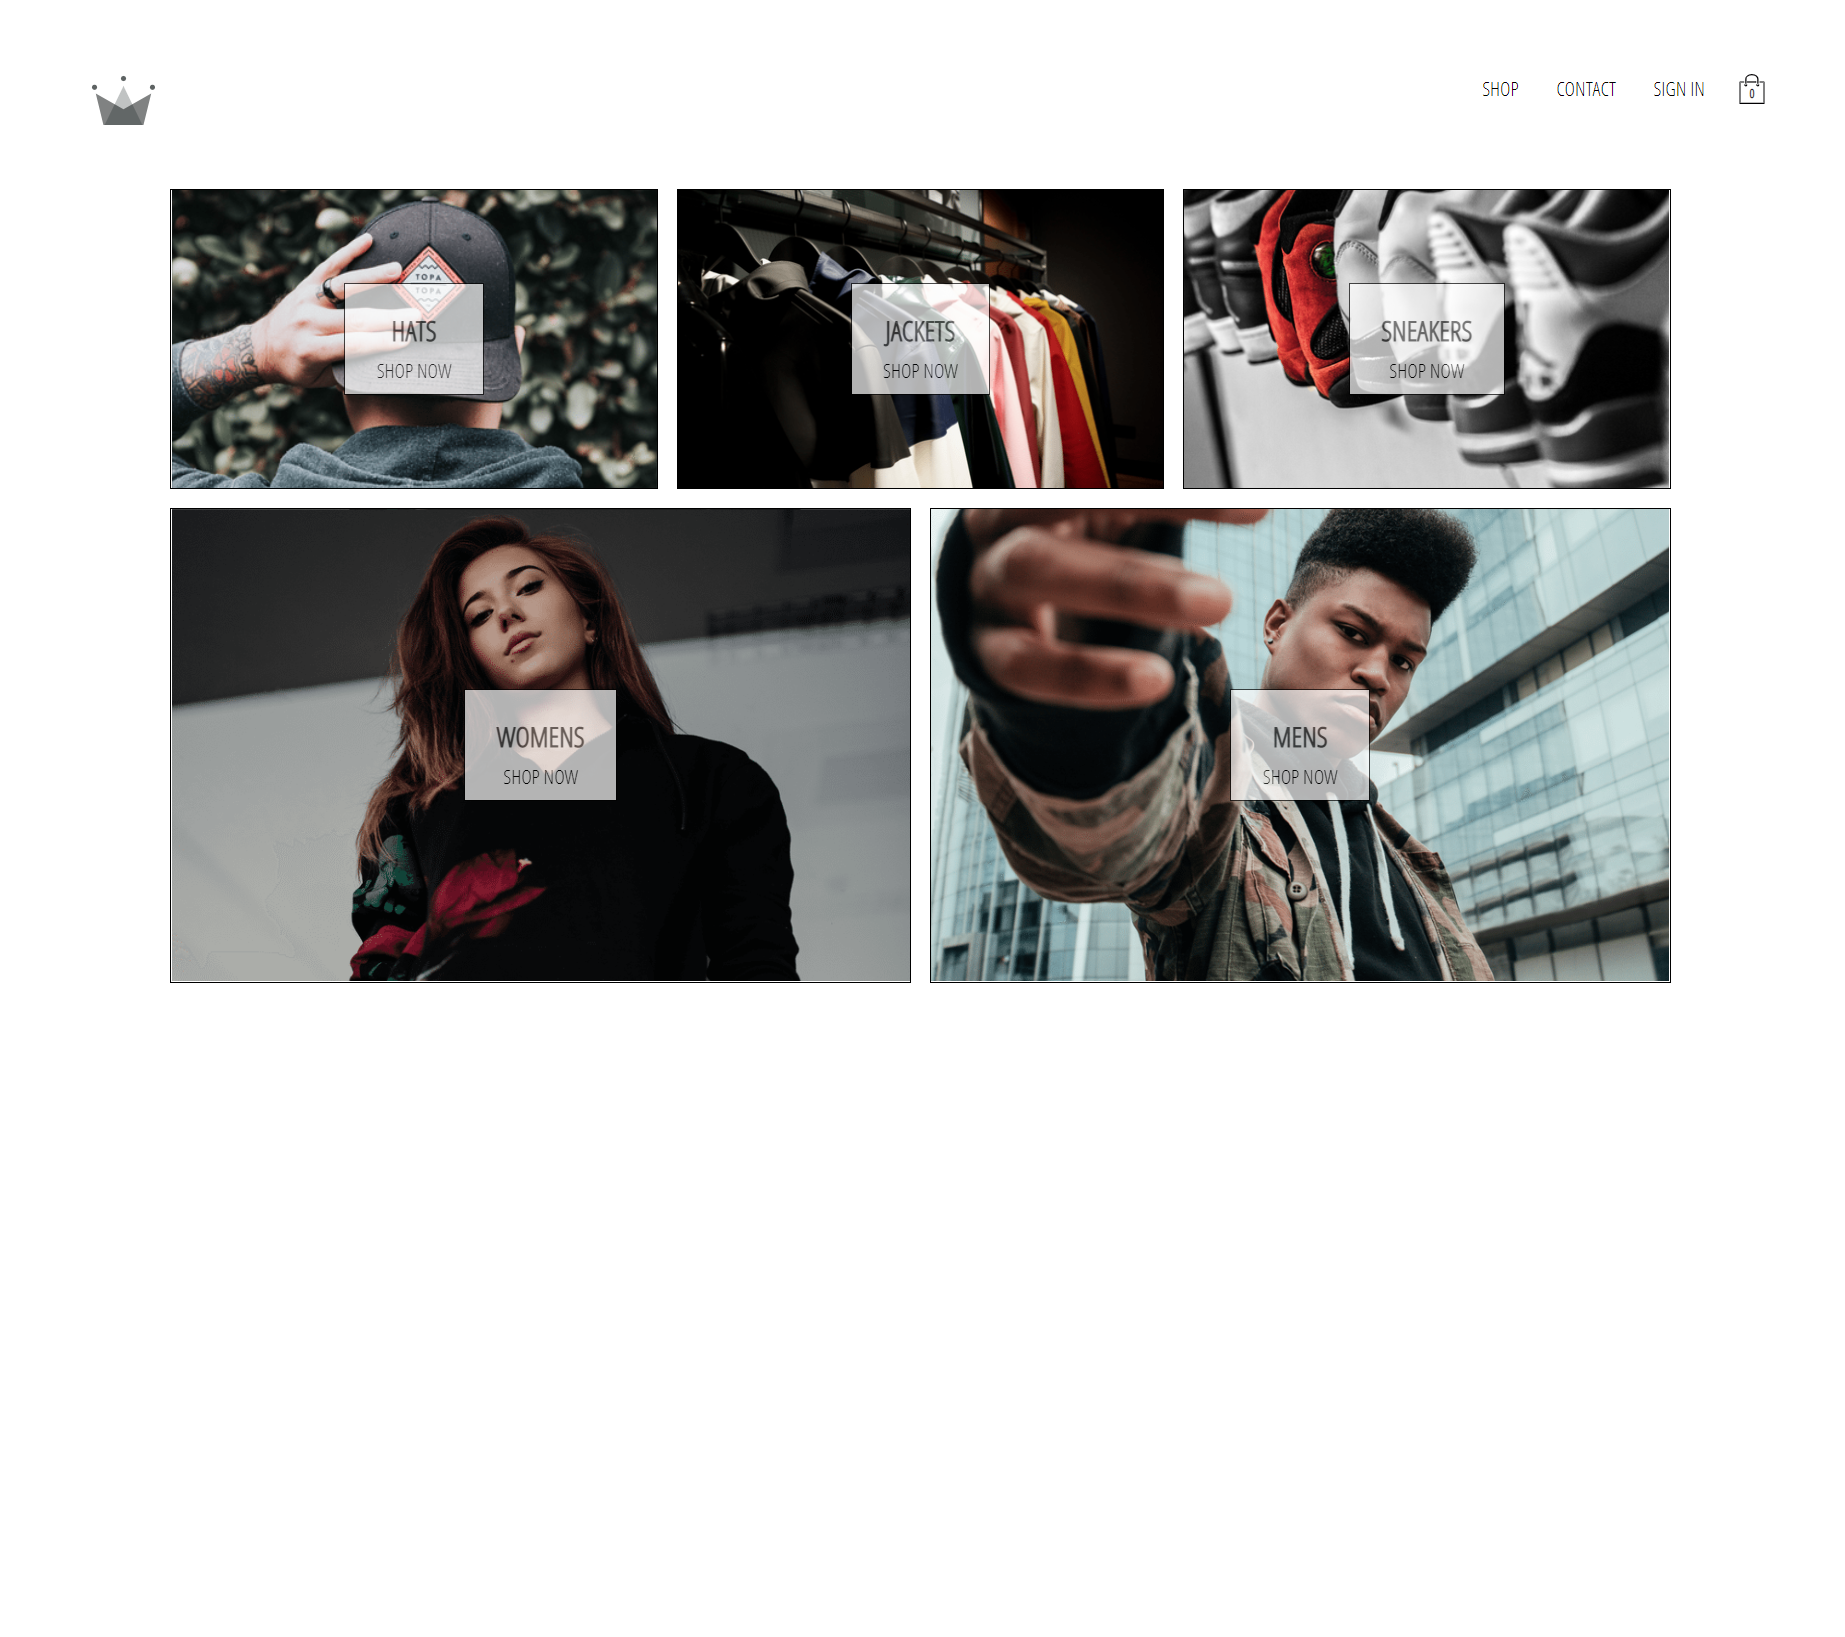 SHOP
CONTACT
SIGN IN
0
TOPA
TOPA
HATS
SHOP NOW
JACKETS
SHOP NOW
SNEAKERS
SHOP NOW
WOMENS
SHOP NOW
MENS
SHOP NOW